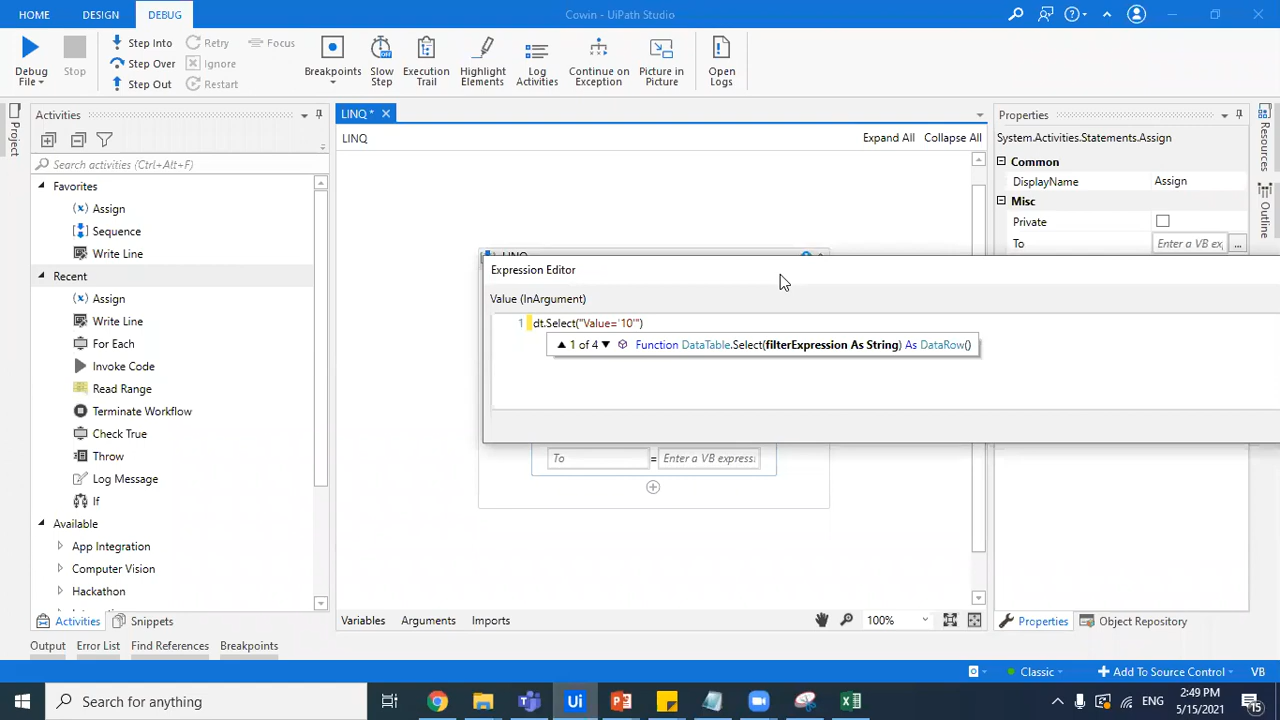 HOME DESIGN DEBUG Cowin - UiPath Studio
Debug File
Stop
Step Into
Step Over
Step Out
Retry
Ignore
Restart
Focus
Breakpoints
Slow Step
Execution Trail
Highlight Elements
Log Activities
Continue on Exception
Picture in Picture
Open Logs
Project
Activities
Search activities (Ctrl+Alt+F)
Favorites
Assign
Sequence
Write Line
Recent
Assign
Write Line
For Each
Invoke Code
Read Range
Terminate Workflow
Check True
Throw
Log Message
If
Available
App Integration
Computer Vision
Hackathon
Activities Snippets
LINQ *
LINQ Expand All Collapse All
LINQ
Expression Editor
Value (InArgument)
1 dt.Select("Value='10'")
1 of 4 Function DataTable.Select(filterExpression As String) As DataRow()
To = Enter a VB express
Variables Arguments Imports 100%
Properties
System.Activities.Statements.Assign
Common
DisplayName Assign
Misc
Private
To Enter a VB ex ...
Resources
Outline
Properties Object Repository
Output Error List Find References Breakpoints
Classic Add To Source Control VB
Search for anything
Ui
ENG
2:49 PM
5/15/2021
15